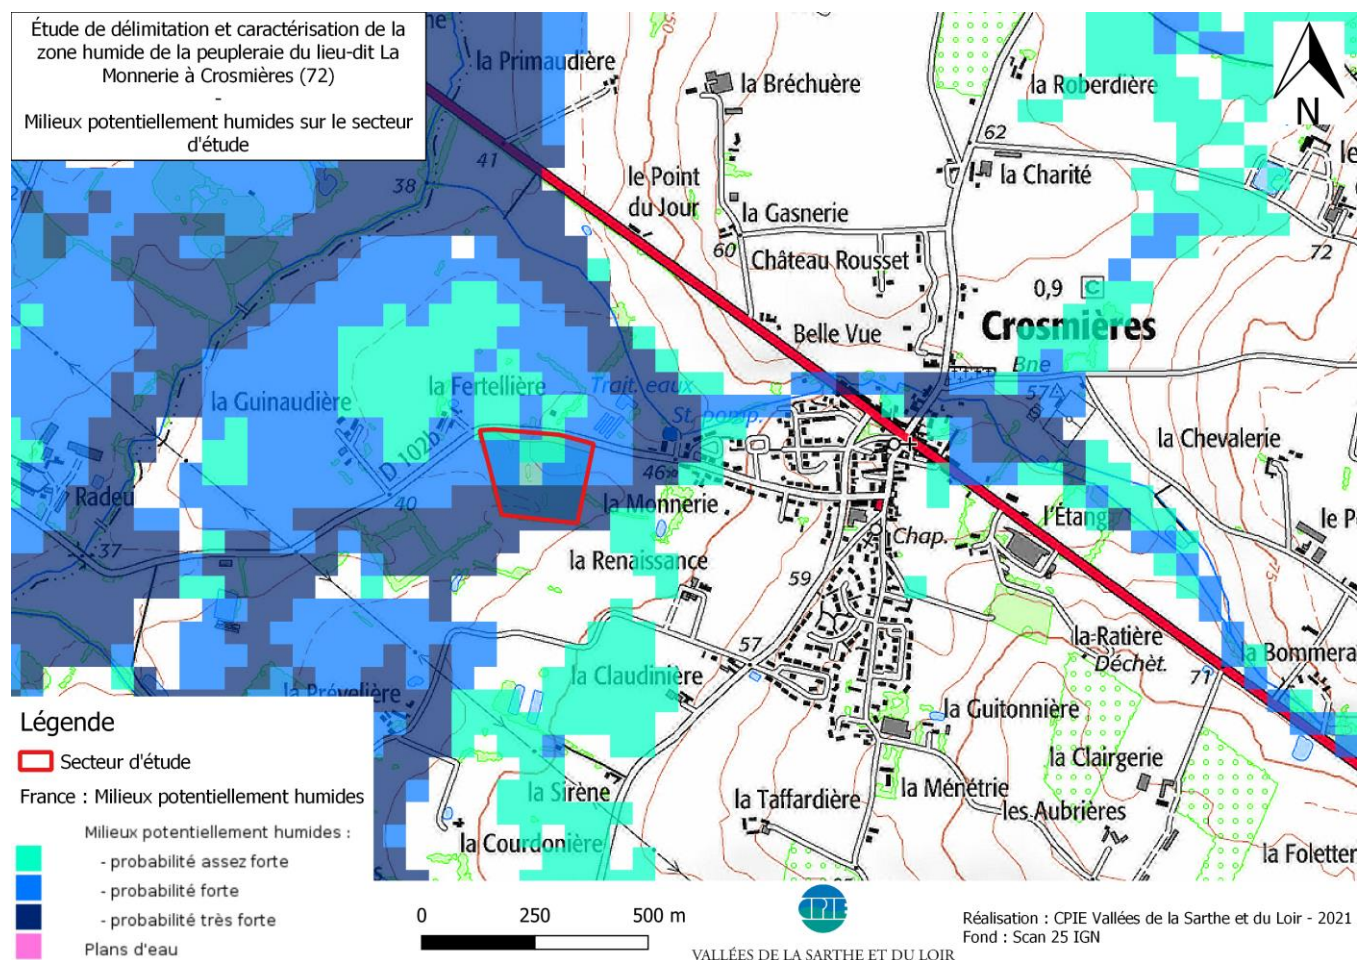 Étude de délimitation et caractérisation de la
zone humide de la peupleraie du lieu-dit La
Monnerie à Crosmières (72)
-
Milieux potentiellement humides sur le secteur
d'étude
la Primaudière
la Bréchuère
la Roberdière
N
41
62
38
le Point
du Jour
la Charité
la Gasnerie
60
72
Château Rousset
0,9 C
Crosmières
Belle Vue
Bne
57
la Fertellière
Trait. eaux
la Guinaudière
St. pomp.
la Chevalerie
D 102b
46
Radeu
40
la Monnerie
l'Étang
37
Chap.
la Renaissance
59
75
57
la Ratière
Déchèt.
la Bommera
la Claudinière
71
la Prévelière
la Guitonnière
la Clairgerie
la Sirène
la Taffardière
la Ménétrie
les Aubrières
la Courdonière
la Foletter
Légende
Secteur d'étude
France : Milieux potentiellement humides
Milieux potentiellement humides :
- probabilité assez forte
- probabilité forte
- probabilité très forte
Plans d'eau
0 250 500 m
CPIE
VALLÉES DE LA SARTHE ET DU LOIR
Réalisation : CPIE Vallées de la Sarthe et du Loir - 2021
Fond : Scan 25 IGN